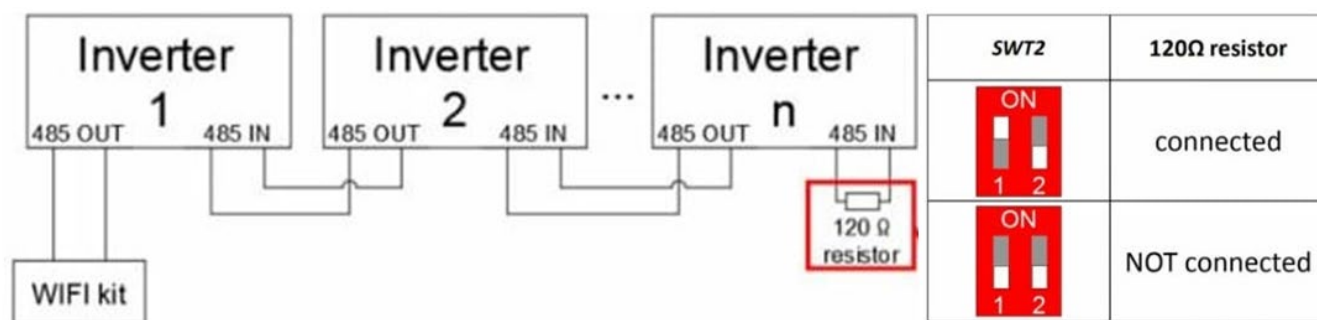 Inverter
1
485 OUT 485 IN
Inverter
2
485 OUT 485 IN
...
Inverter
n
485 OUT 485 IN
120 Ω
resistor
WIFI kit
SWT2 120Ω resistor
ON
1 2
connected
ON
1 2
NOT connected